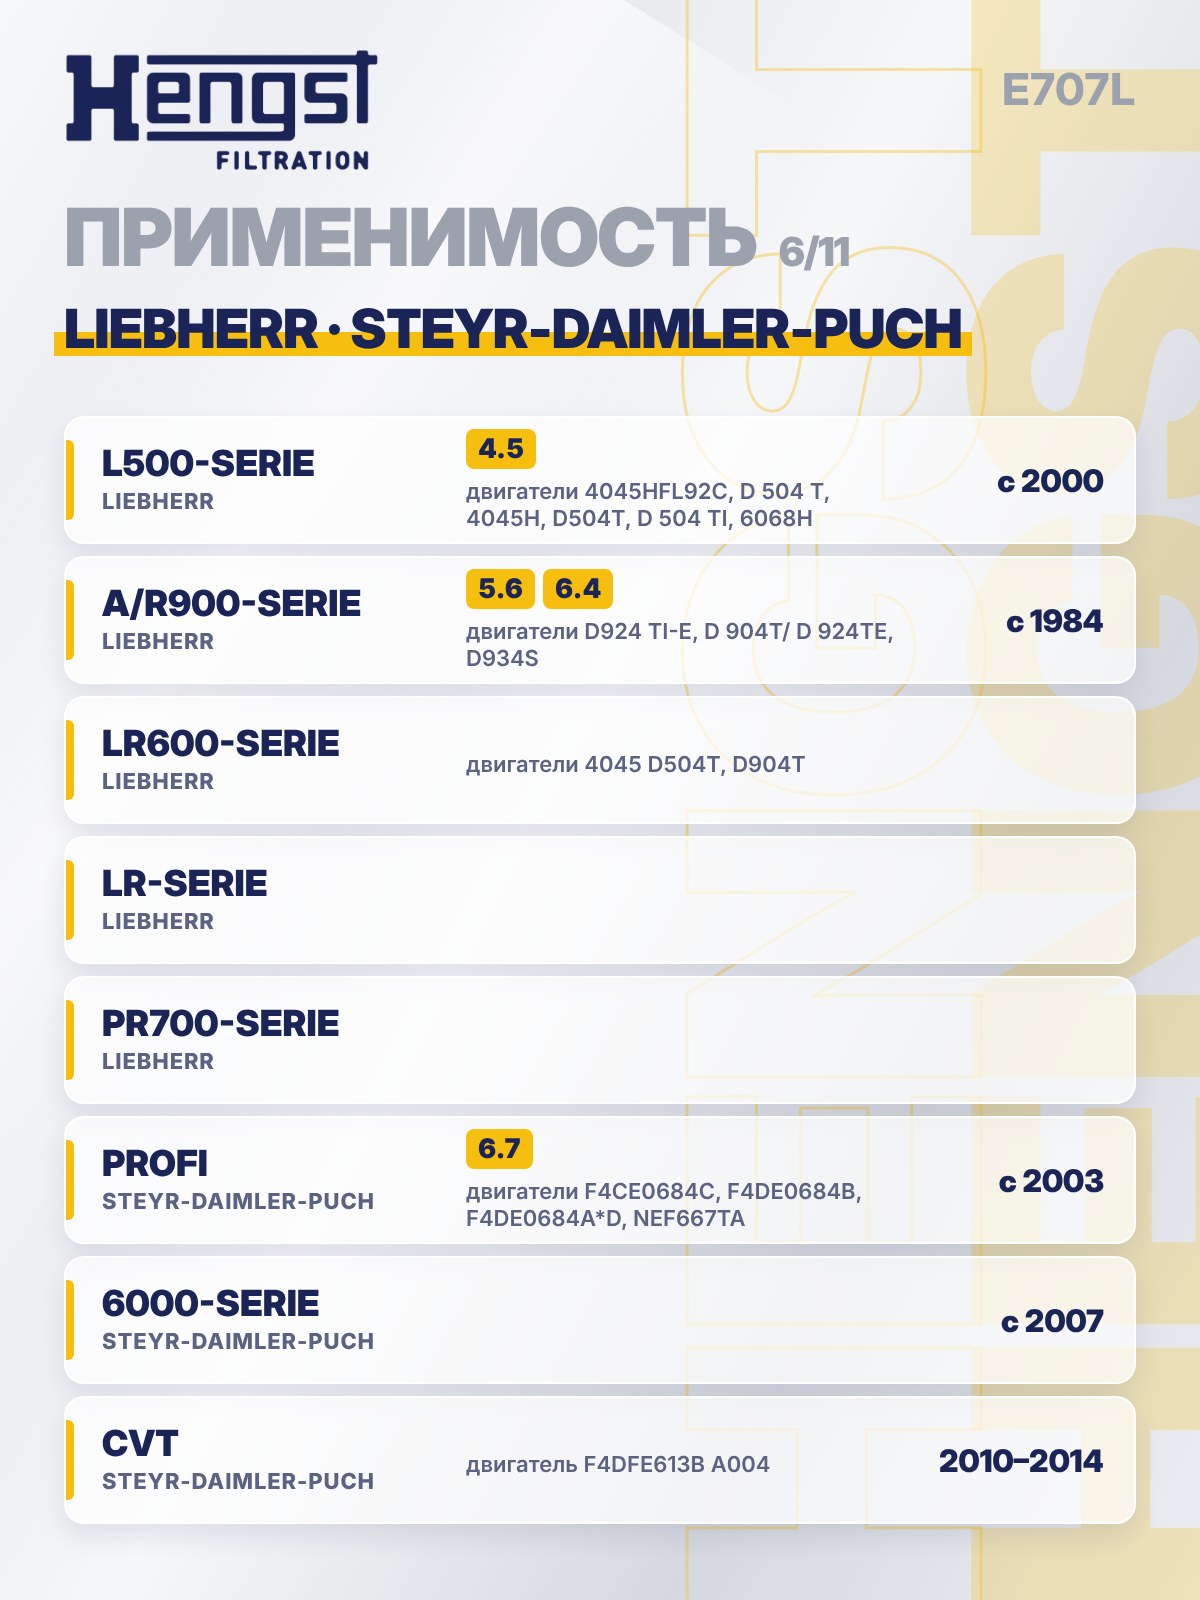 Hengst
FILTRATION
E707L
ПРИМЕНИМОСТЬ 6/11
LIEBHERR · STEYR-DAIMLER-PUCH
L500-SERIE
LIEBHERR
4.5
двигатели 4045HFL92C, D 504 T,
4045H, D504T, D 504 TI, 6068H
с 2000
A/R900-SERIE
LIEBHERR
5.6 6.4
двигатели D924 TI-E, D 904T/ D 924TE,
D934S
с 1984
LR600-SERIE
LIEBHERR
двигатели 4045 D504T, D904T
LR-SERIE
LIEBHERR
PR700-SERIE
LIEBHERR
PROFI
STEYR-DAIMLER-PUCH
6.7
двигатели F4CE0684C, F4DE0684B,
F4DE0684A*D, NEF667TA
с 2003
6000-SERIE
STEYR-DAIMLER-PUCH
с 2007
CVT
STEYR-DAIMLER-PUCH
двигатель F4DFE613B A004
2010–2014
HENGST
HENGST